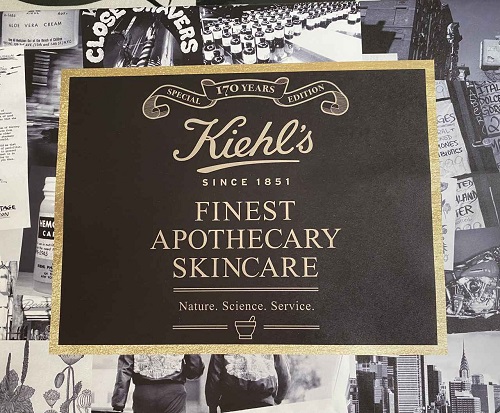 ALOE VERA CREAM
CLOSE SHAVERS
SPECIAL 170 YEARS EDITION
Kiehl's
SINCE 1851
FINEST
APOTHECARY
SKINCARE
Nature. Science. Service.